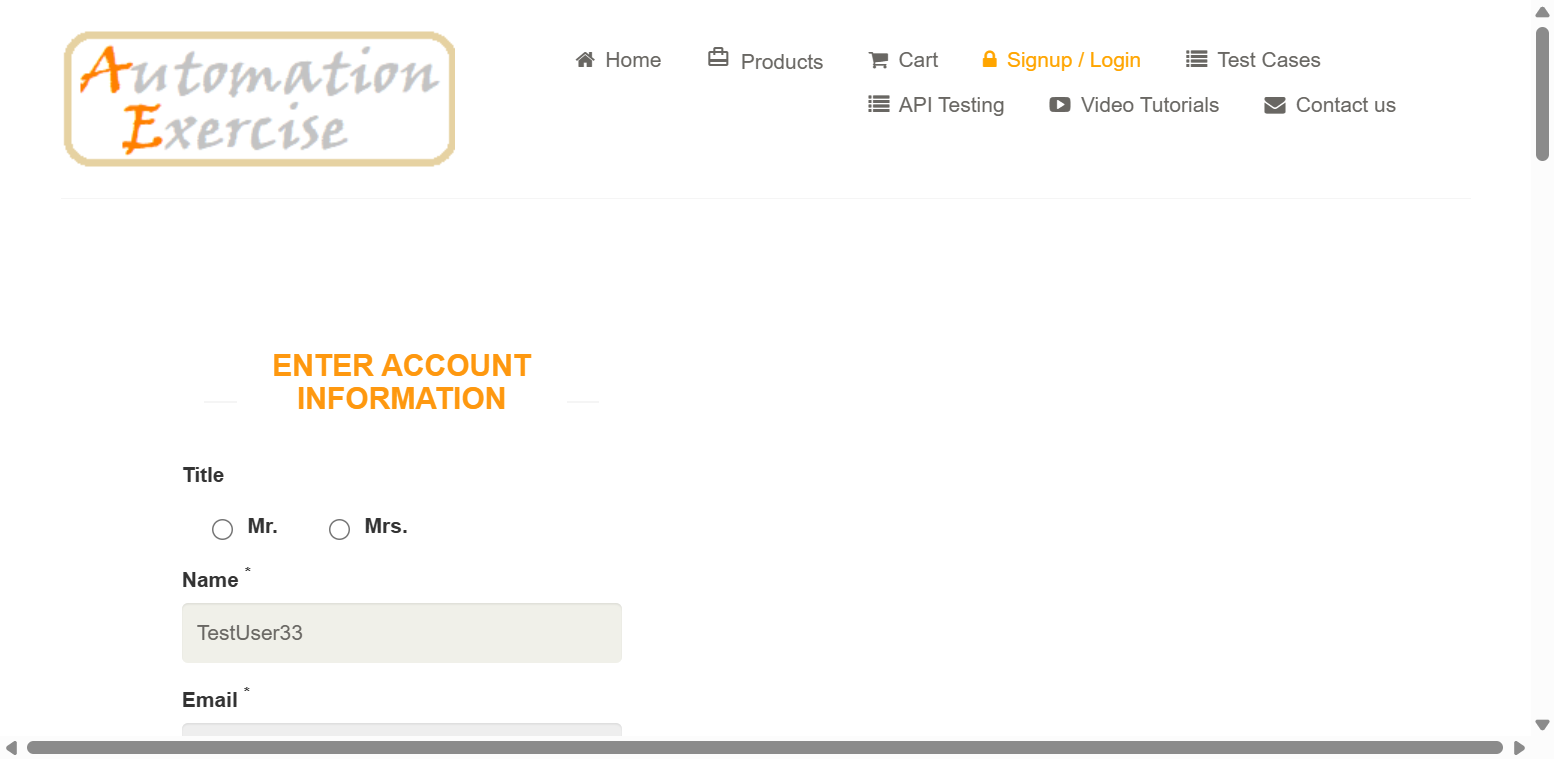 Automation
Exercise
Home
Products
Cart
Signup / Login
Test Cases
API Testing
Video Tutorials
Contact us
ENTER ACCOUNT
INFORMATION
Title
Mr.
Mrs.
Name *
TestUser33
Email *